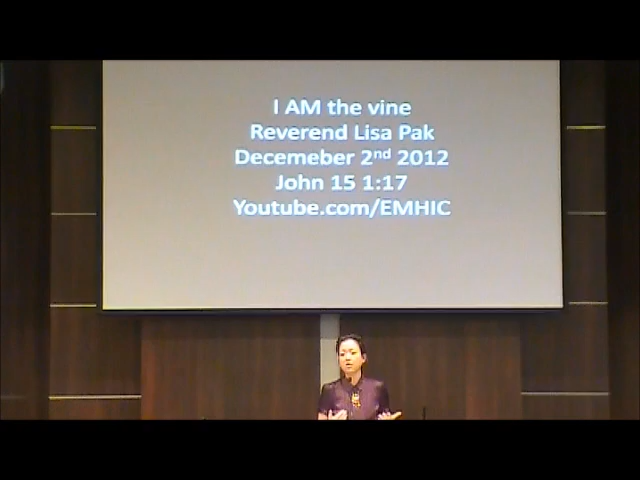 I AM the vine
Reverend Lisa Pak
Decemeber 2nd 2012
John 15 1:17
Youtube.com/EMHIC